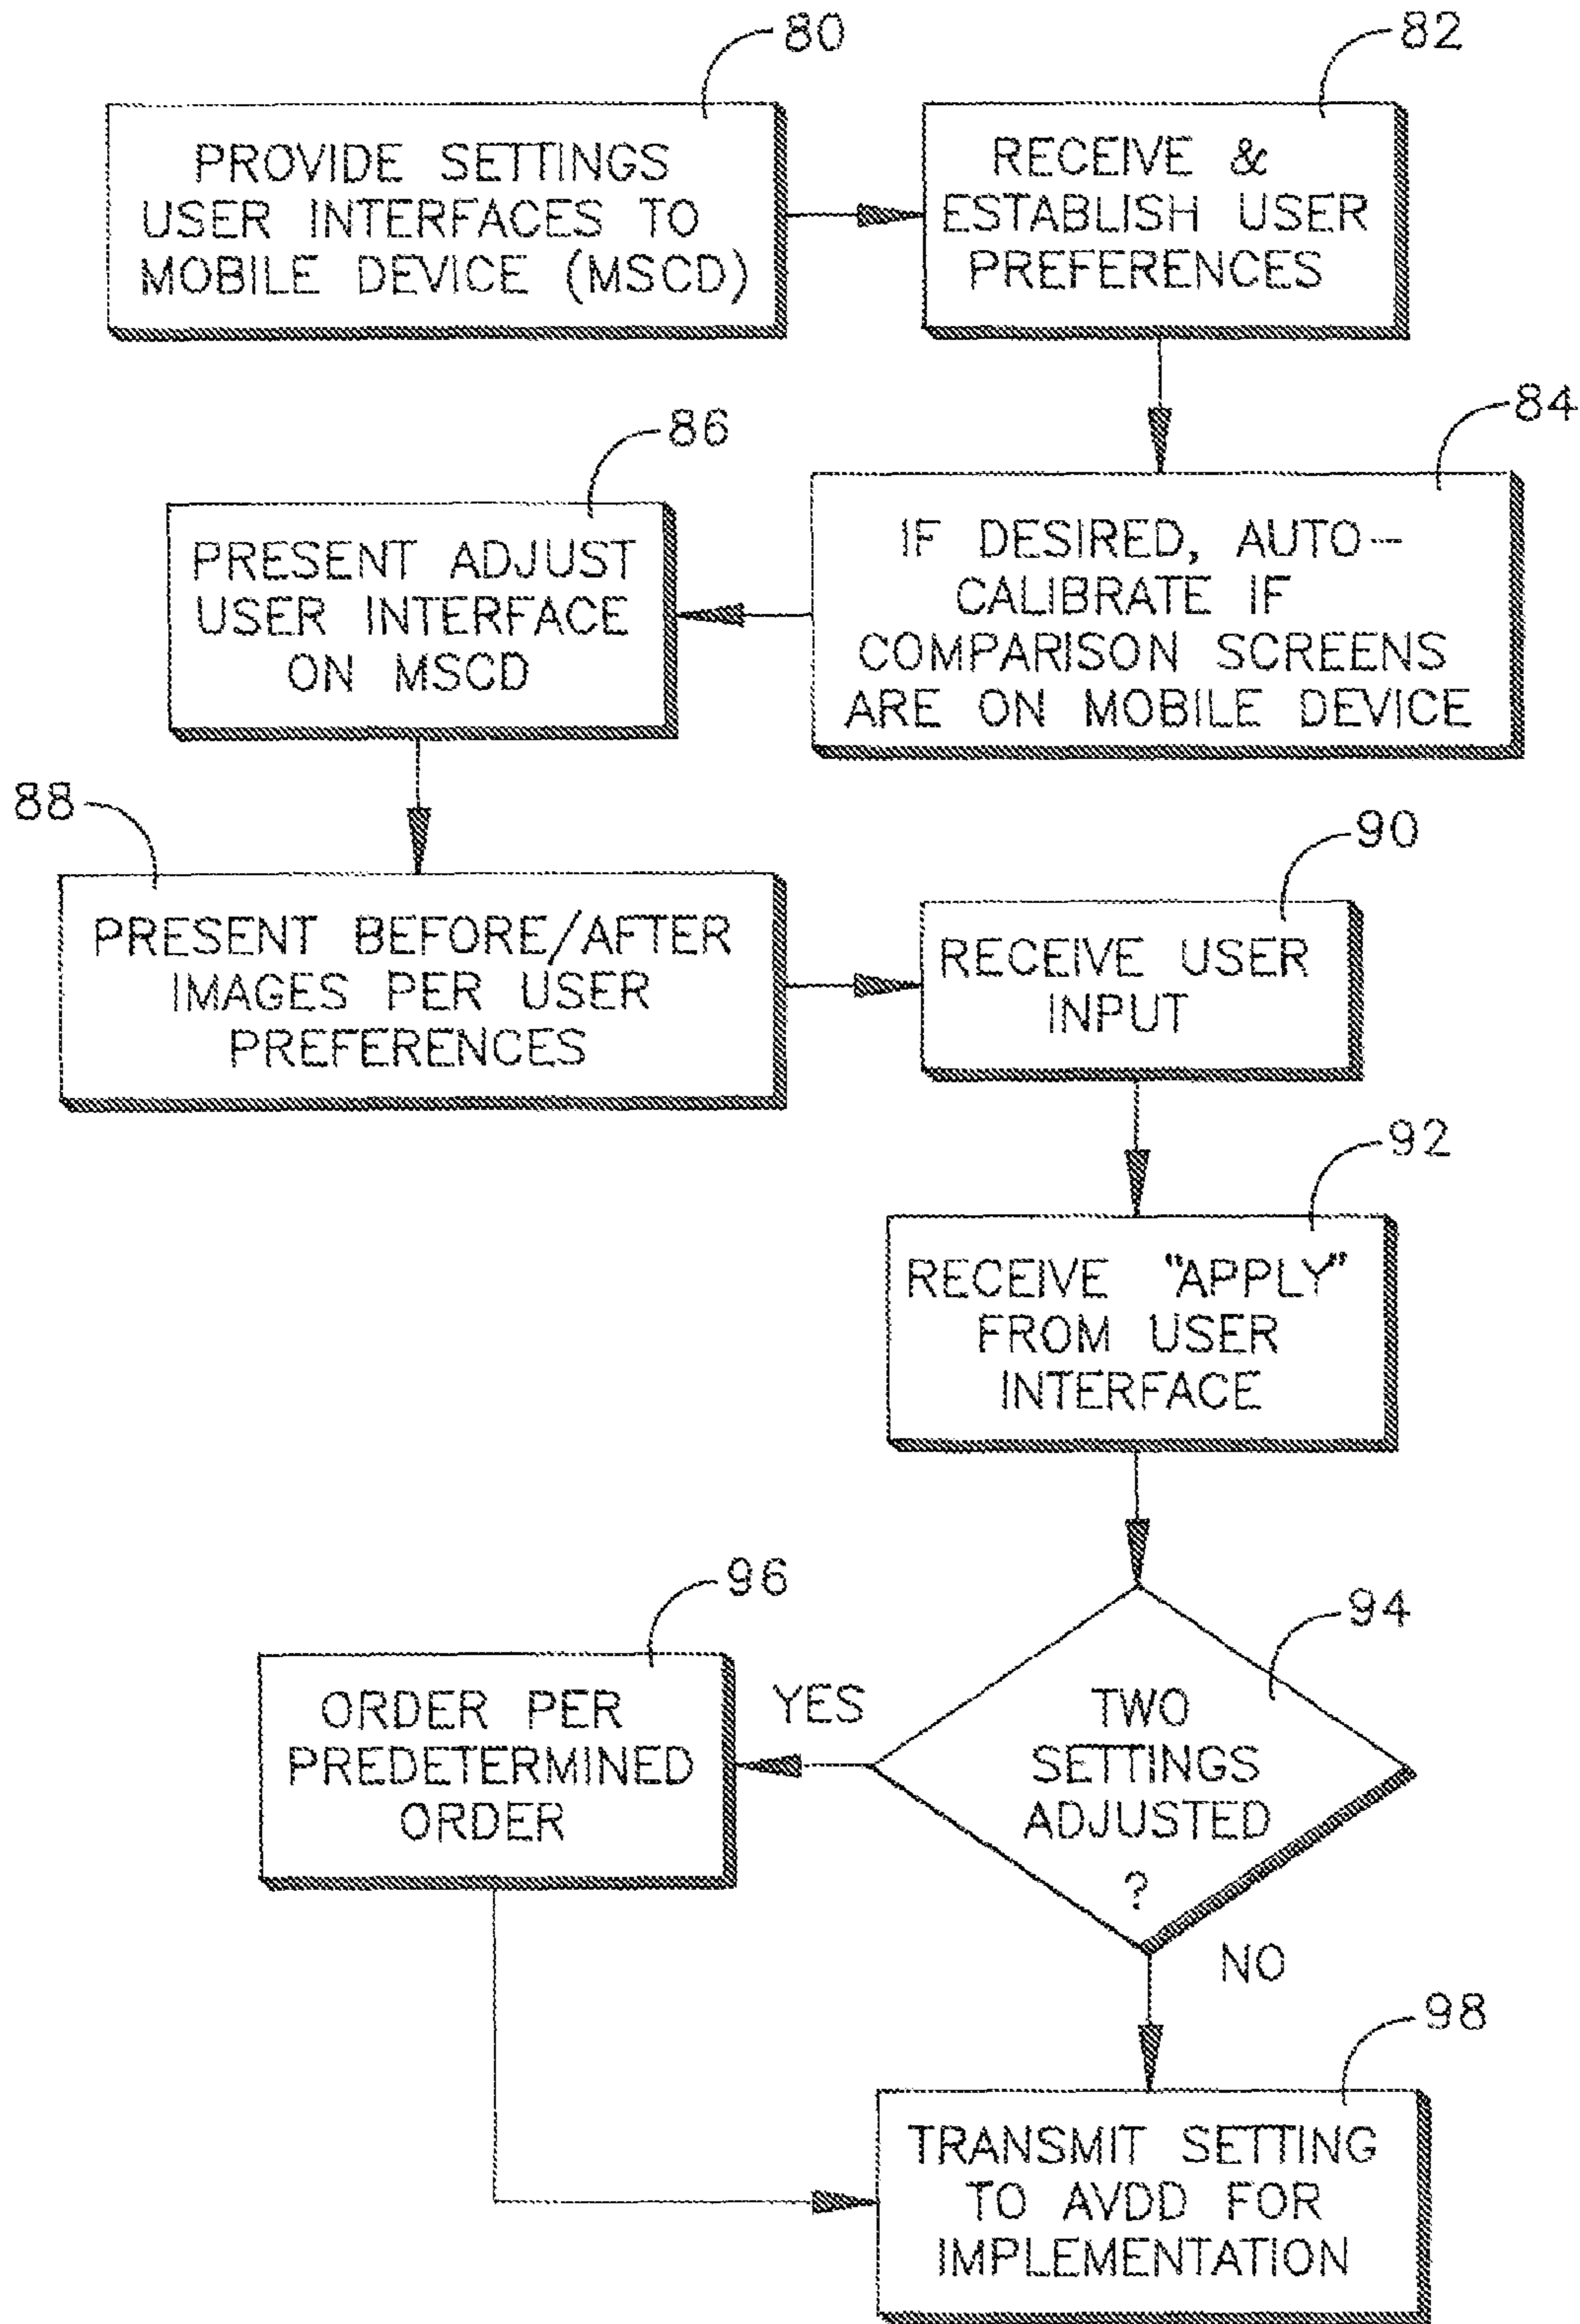 80
PROVIDE SETTINGS
USER INTERFACES TO
MOBILE DEVICE (MSCD)
82
RECEIVE &
ESTABLISH USER
PREFERENCES
84
IF DESIRED, AUTO-
CALIBRATE IF
COMPARISON SCREENS
ARE ON MOBILE DEVICE
86
PRESENT ADJUST
USER INTERFACE
ON MSCD
88
PRESENT BEFORE/AFTER
IMAGES PER USER
PREFERENCES
90
RECEIVE USER
INPUT
92
RECEIVE "APPLY"
FROM USER
INTERFACE
94
TWO
SETTINGS
ADJUSTED
?
YES
96
ORDER PER
PREDETERMINED
ORDER
NO
98
TRANSMIT SETTING
TO AVDD FOR
IMPLEMENTATION